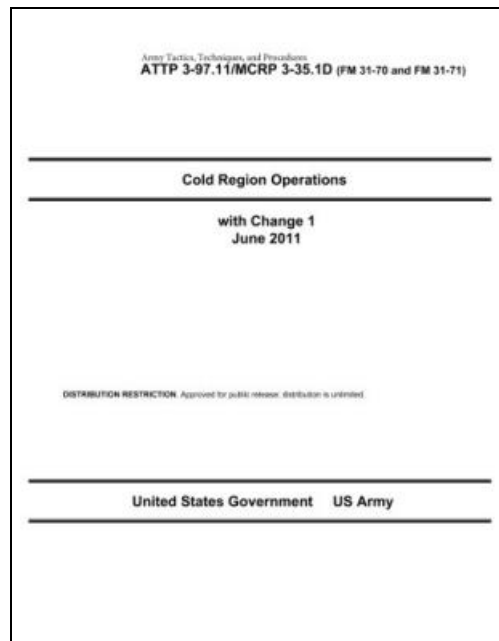 Army Tactics, Techniques, and Procedures
ATTP 3-97.11/MCRP 3-35.1D (FM 31-70 and FM 31-71)
Cold Region Operations
with Change 1
June 2011
DISTRIBUTION RESTRICTION. Approved for public release; distribution is unlimited.
United States Government US Army